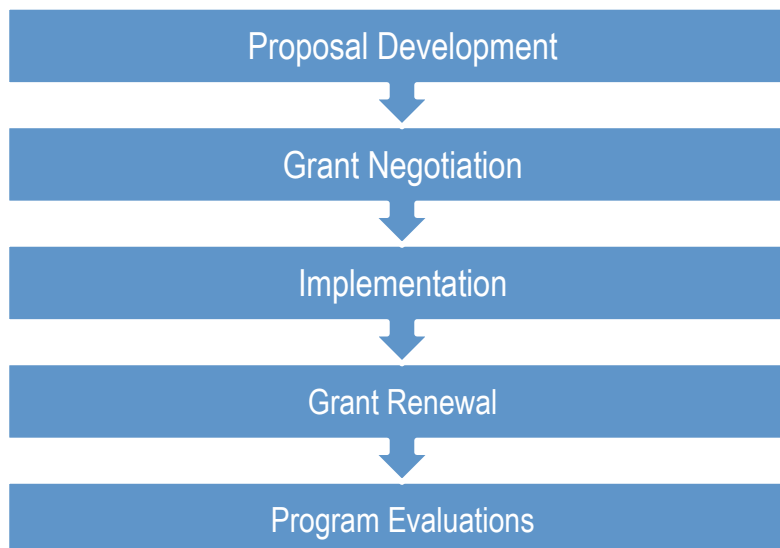 Proposal Development
Grant Negotiation
Implementation
Grant Renewal
Program Evaluations